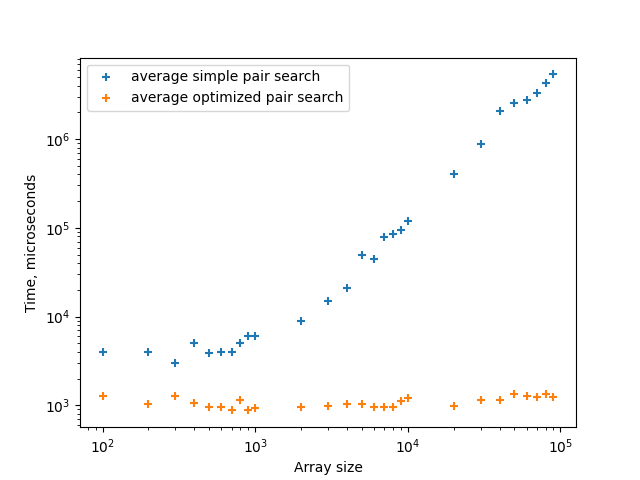 average simple pair search
average optimized pair search
10⁶
10⁵
10⁴
10³
Time, microseconds
10² 10³ 10⁴ 10⁵
Array size